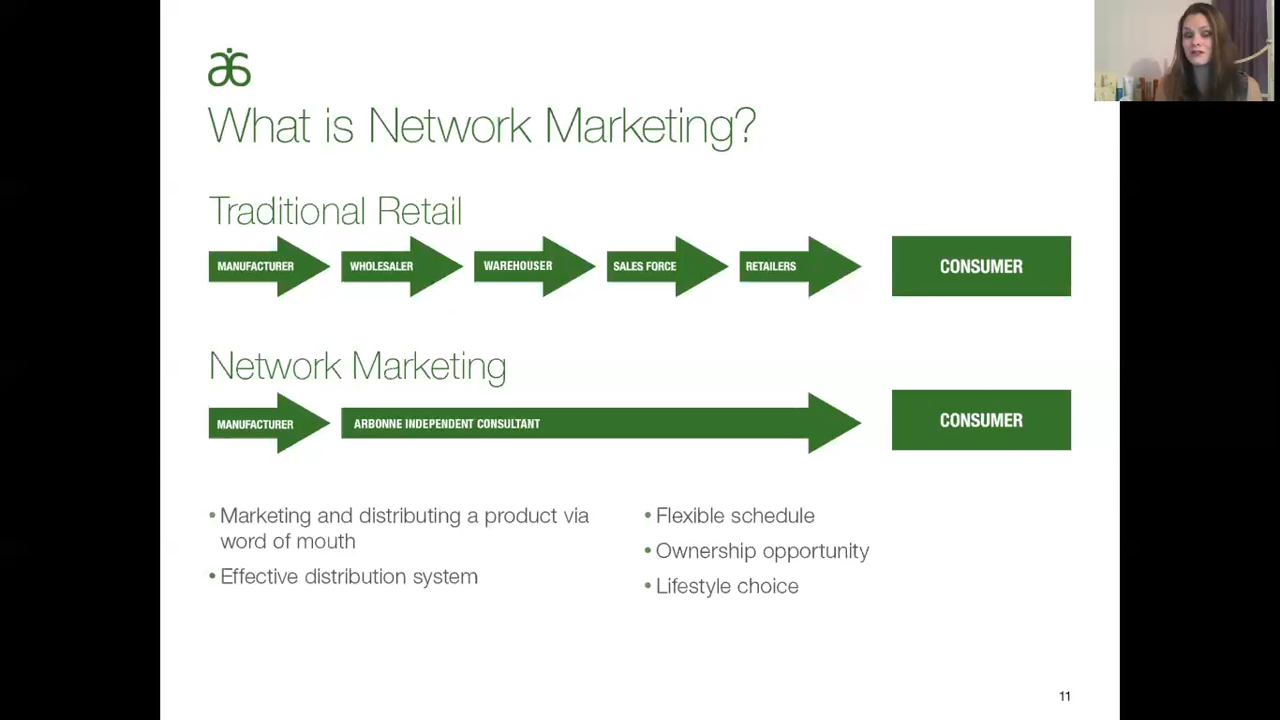 What is Network Marketing?
Traditional Retail
MANUFACTURER
WHOLESALER
WAREHOUSER
SALES FORCE
RETAILERS
CONSUMER
Network Marketing
MANUFACTURER
ARBONNE INDEPENDENT CONSULTANT
CONSUMER
• Marketing and distributing a product via
word of mouth
• Effective distribution system
• Flexible schedule
• Ownership opportunity
• Lifestyle choice
11